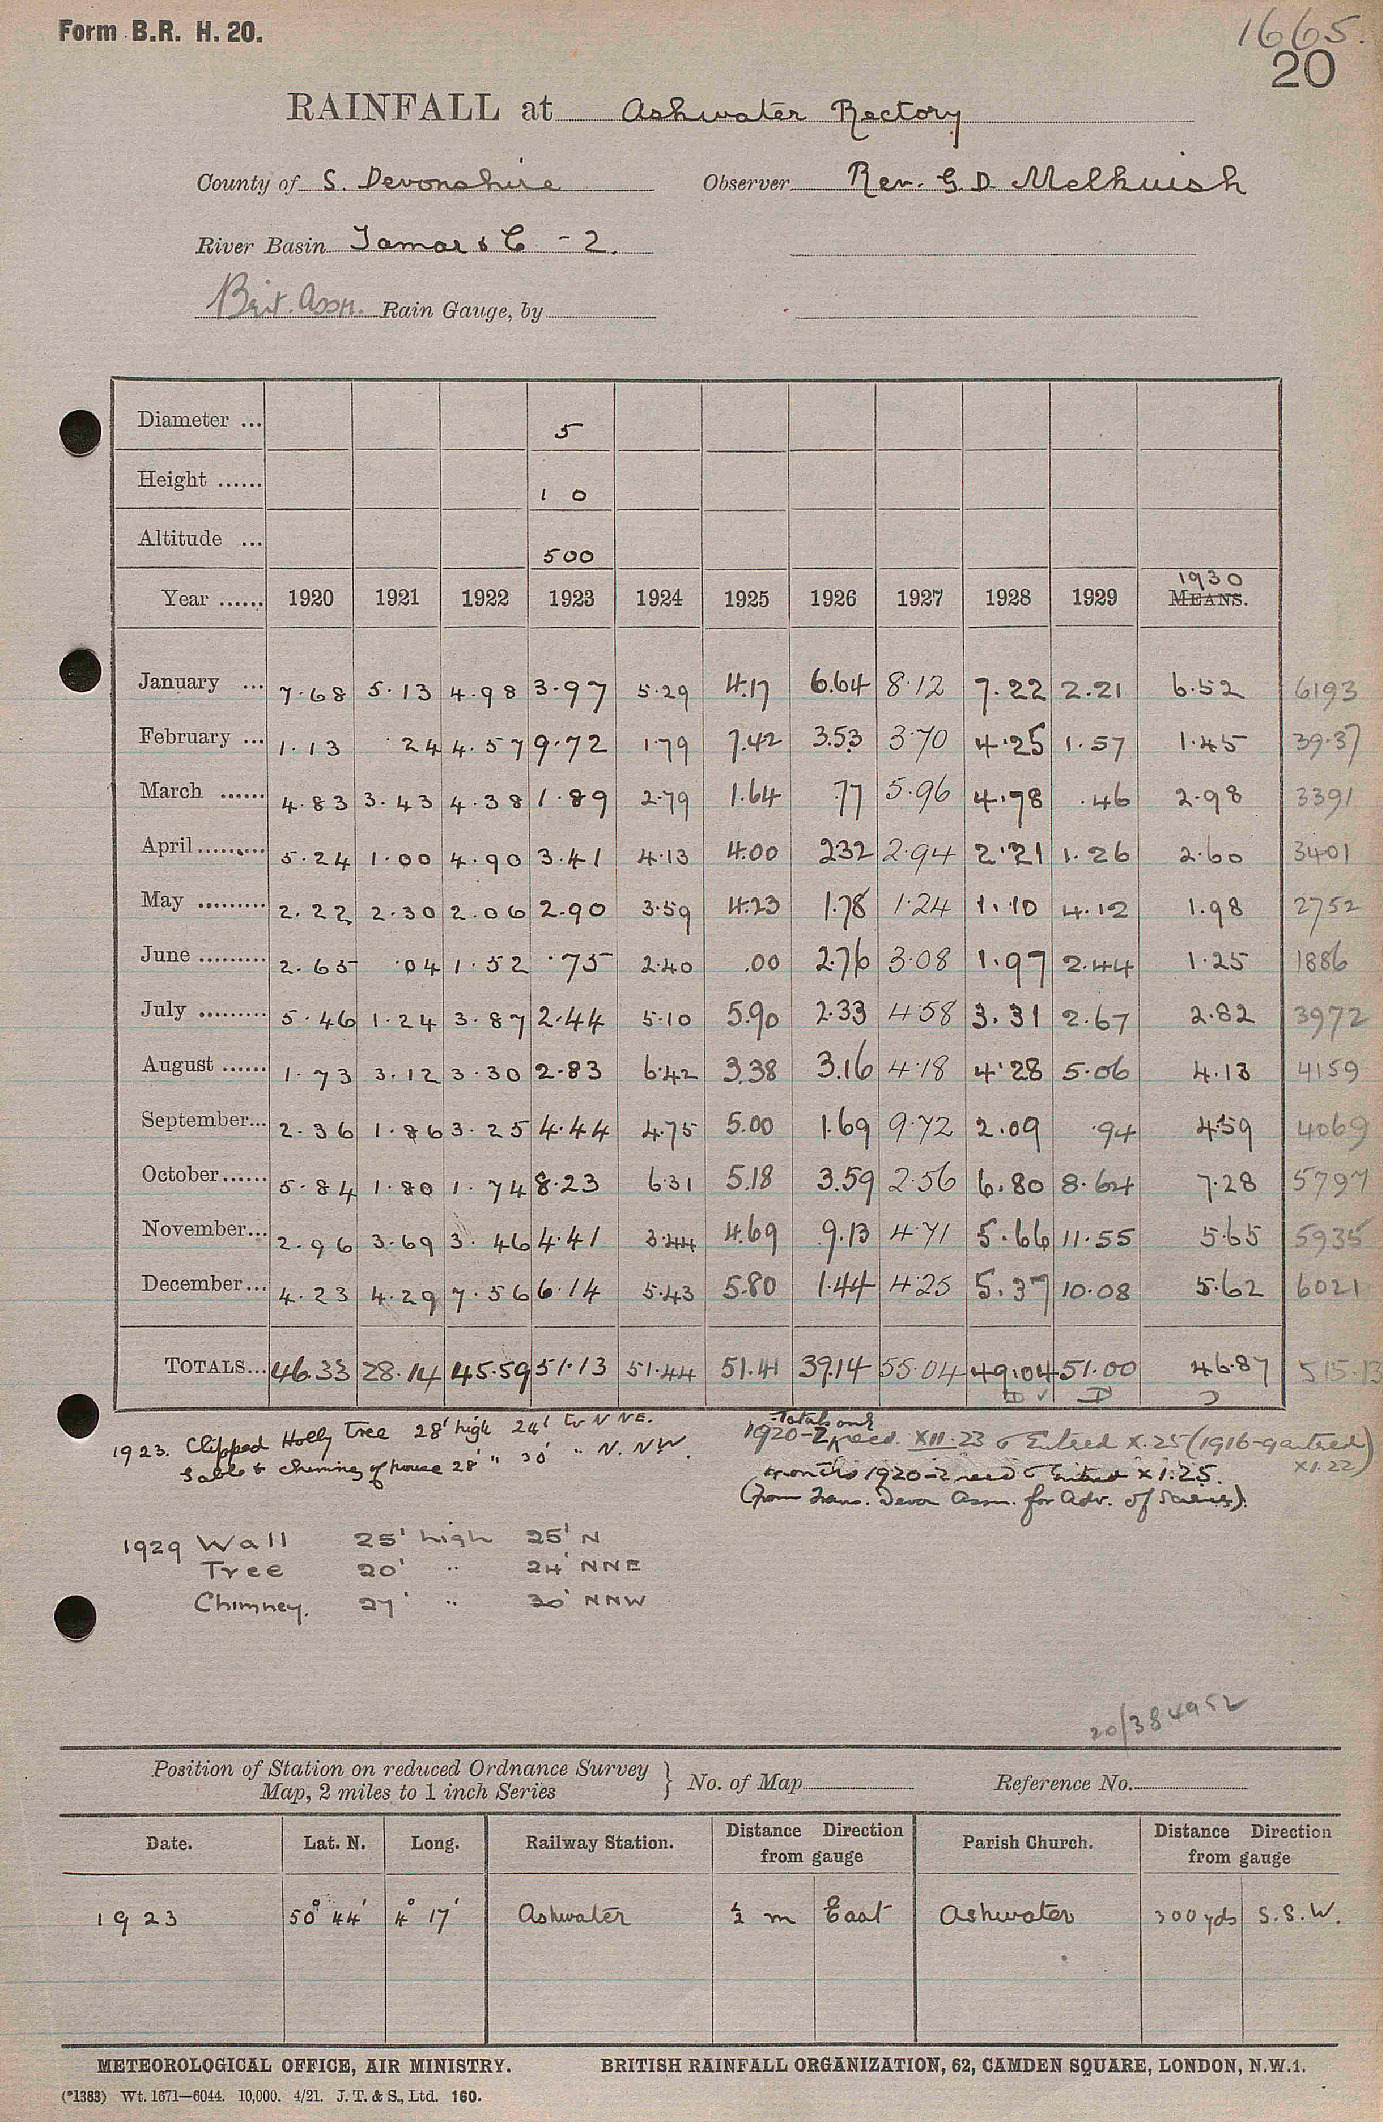 Form B.R. H. 20.
1665.
20
RAINFALL at Ashwater Rectory
County of S. Devonshire Observer Rev. G. D. Melhuish
River Basin Tamar & C - 2.
Brit. Assn. Rain Gauge, by
Diameter ... 5
Height ...... 1 0
Altitude ... 500
1930
Year ...... 1920 1921 1922 1923 1924 1925 1926 1927 1928 1929 MEANS.
January ... 7.68 5.13 4.98 3.97 5.29 4.17 6.64 8.12 7.22 2.21 6.52 6193
February ... 1.13 .24 4.57 9.72 1.79 7.42 3.53 3.70 4.25 1.57 1.45 39.37
March ...... 4.83 3.43 4.38 1.89 2.79 1.64 .77 5.96 4.78 .46 2.98 3391
April ......... 5.24 1.00 4.90 3.41 4.13 4.00 2.32 2.94 2.21 1.26 2.60 3401
May ......... 2.22 2.30 2.06 2.90 3.59 4.23 1.78 1.24 1.10 4.12 1.98 2752
June ......... 2.65 .04 1.52 .75 2.40 .00 2.76 3.08 1.97 2.44 1.25 1886
July ......... 5.46 1.24 3.87 2.44 5.10 5.90 2.33 4.58 3.31 2.67 2.82 3972
August ...... 1.73 3.12 3.30 2.83 6.42 3.38 3.16 4.18 4.28 5.06 4.13 4159
September... 2.36 1.86 3.25 4.44 4.75 5.00 1.69 9.72 2.09 .94 4.59 4069
October...... 5.84 1.80 1.74 8.23 6.31 5.18 3.59 2.56 6.80 8.64 7.28 5797
November... 2.96 3.69 3.46 4.41 3.44 4.69 9.13 4.71 5.66 11.55 5.65 5935
December... 4.23 4.29 7.56 6.14 5.43 5.80 1.44 4.25 5.37 10.08 5.62 6021
TOTALS... 46.33 28.14 45.59 51.13 51.44 51.41 39.14 55.04 49.04 51.00 46.87 515.13
D ✓ D D
1923. Clipped Holly Tree 28' high 24' to N NE.
Gable & chimney of house 28' " 30' " N. NW.
Totals only
1920-2 recd. XII.23 & Entred X.25 (1916-9 entred
X1.22)
months 1920-2 recd & Entred X1.25.
(From Trans. Devon Assn. for Adv. of Science).
1929 Wall 25' high 25' N
Tree 20' " 24' NNE
Chimney. 27' " 30' NNW
20/384952
Position of Station on reduced Ordnance Survey
Map, 2 miles to 1 inch Series } No. of Map Reference No.
Date. Lat. N. Long. Railway Station. Distance Direction from gauge Parish Church. Distance Direction from gauge
1923 50° 44' 4° 17' Ashwater ½ m East Ashwater 300 yds S.S.W.
METEOROLOGICAL OFFICE, AIR MINISTRY. BRITISH RAINFALL ORGANIZATION, 62, CAMDEN SQUARE, LONDON, N.W.1.
(*1383) Wt. 1671—6044. 10,000. 4/21. J. T. & S., Ltd. 160.